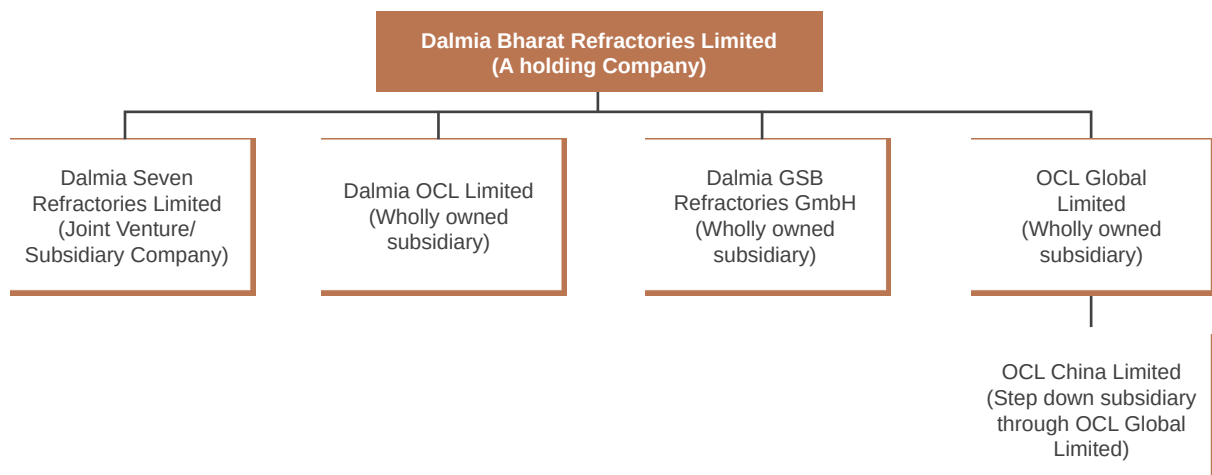 Dalmia Bharat Refractories Limited
(A holding Company)
Dalmia Seven
Refractories Limited
(Joint Venture/
Subsidiary Company)
Dalmia OCL Limited
(Wholly owned
subsidiary)
Dalmia GSB
Refractories GmbH
(Wholly owned
subsidiary)
OCL Global
Limited
(Wholly owned
subsidiary)
OCL China Limited
(Step down subsidiary
through OCL Global
Limited)